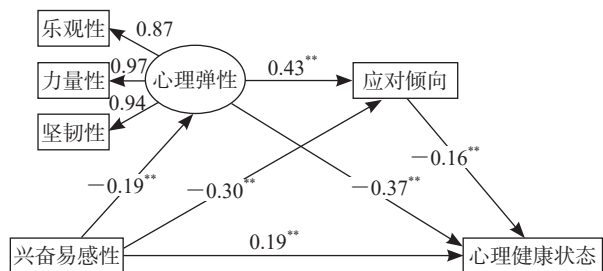 乐观性
0.87
力量性
0.97
心理弹性
0.43**
应对倾向
0.94
坚韧性
-0.19**
-0.30**
-0.37**
-0.16**
兴奋易感性
0.19**
心理健康状态